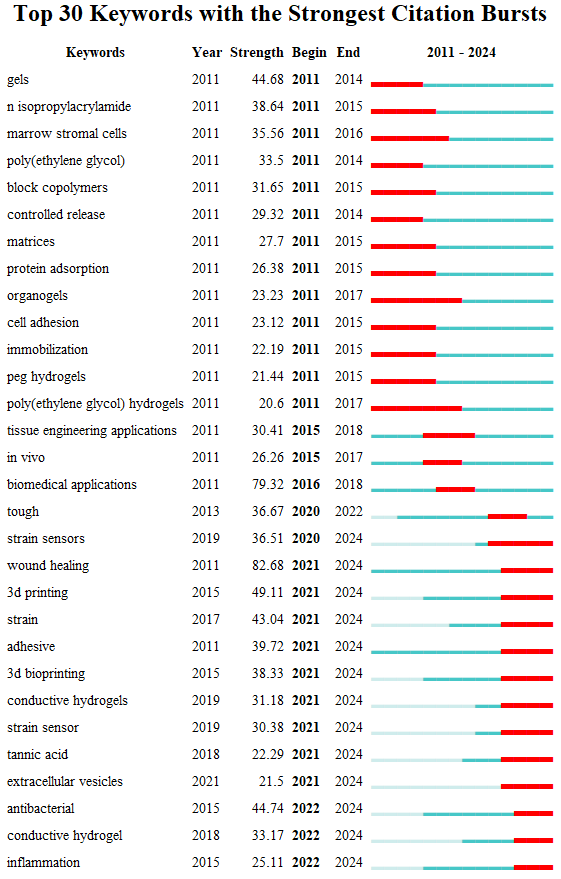 Top 30 Keywords with the Strongest Citation Bursts
Keywords Year Strength Begin End 2011 - 2024
gels 2011 44.68 2011 2014
n isopropylacrylamide 2011 38.64 2011 2015
marrow stromal cells 2011 35.56 2011 2016
poly(ethylene glycol) 2011 33.5 2011 2014
block copolymers 2011 31.65 2011 2015
controlled release 2011 29.32 2011 2014
matrices 2011 27.7 2011 2015
protein adsorption 2011 26.38 2011 2015
organogels 2011 23.23 2011 2017
cell adhesion 2011 23.12 2011 2015
immobilization 2011 22.19 2011 2015
peg hydrogels 2011 21.44 2011 2015
poly(ethylene glycol) hydrogels 2011 20.6 2011 2017
tissue engineering applications 2011 30.41 2015 2018
in vivo 2011 26.26 2015 2017
biomedical applications 2011 79.32 2016 2018
tough 2013 36.67 2020 2022
strain sensors 2019 36.51 2020 2024
wound healing 2011 82.68 2021 2024
3d printing 2015 49.11 2021 2024
strain 2017 43.04 2021 2024
adhesive 2011 39.72 2021 2024
3d bioprinting 2015 38.33 2021 2024
conductive hydrogels 2019 31.18 2021 2024
strain sensor 2019 30.38 2021 2024
tannic acid 2018 22.29 2021 2024
extracellular vesicles 2021 21.5 2021 2024
antibacterial 2015 44.74 2022 2024
conductive hydrogel 2018 33.17 2022 2024
inflammation 2015 25.11 2022 2024